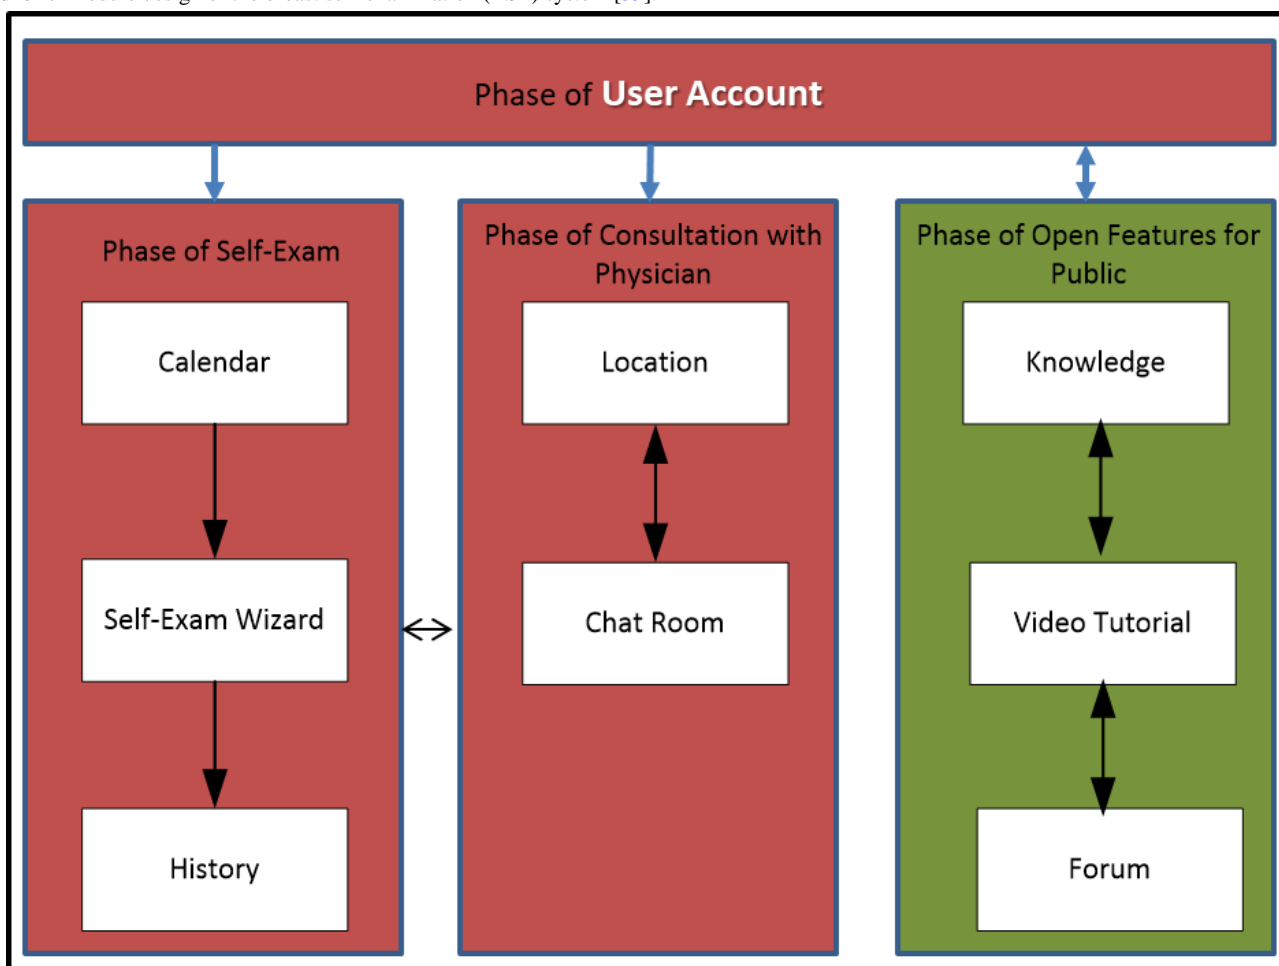 Phase of User Account
Phase of Self-Exam
Calendar
Self-Exam Wizard
History
Phase of Consultation with
Physician
Location
Chat Room
Phase of Open Features for
Public
Knowledge
Video Tutorial
Forum